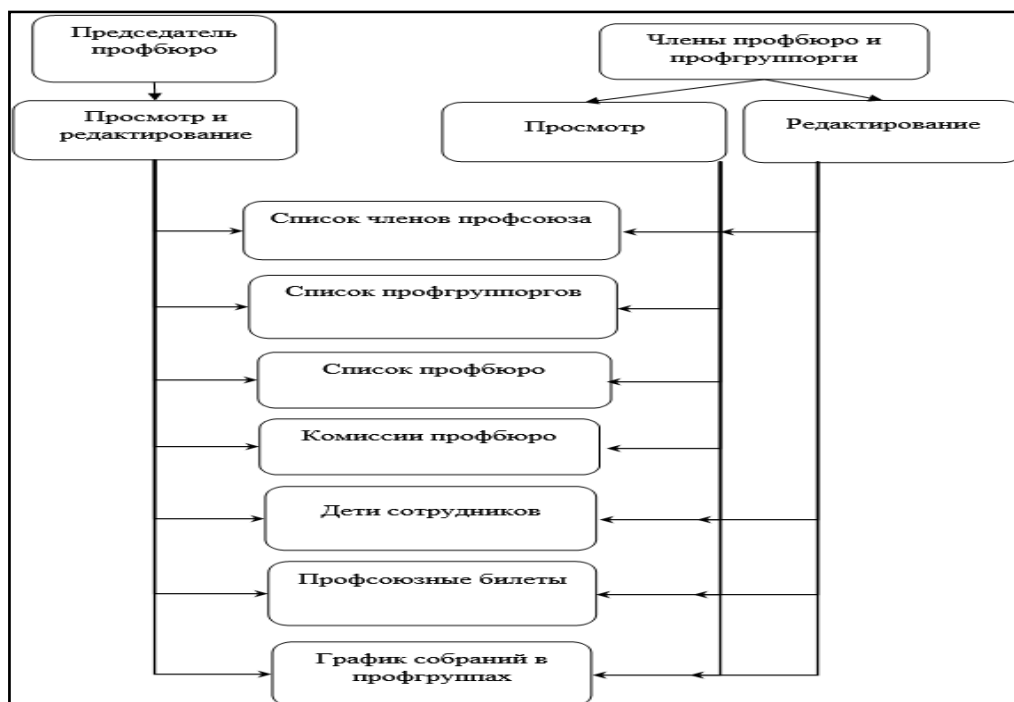 Председатель
профбюро
Члены профбюро и
профгруппорги
Просмотр и
редактирование
Просмотр
Редактирование
Список членов профсоюза
Список профгруппоргов
Список профбюро
Комиссии профбюро
Дети сотрудников
Профсоюзные билеты
График собраний в
профгруппах